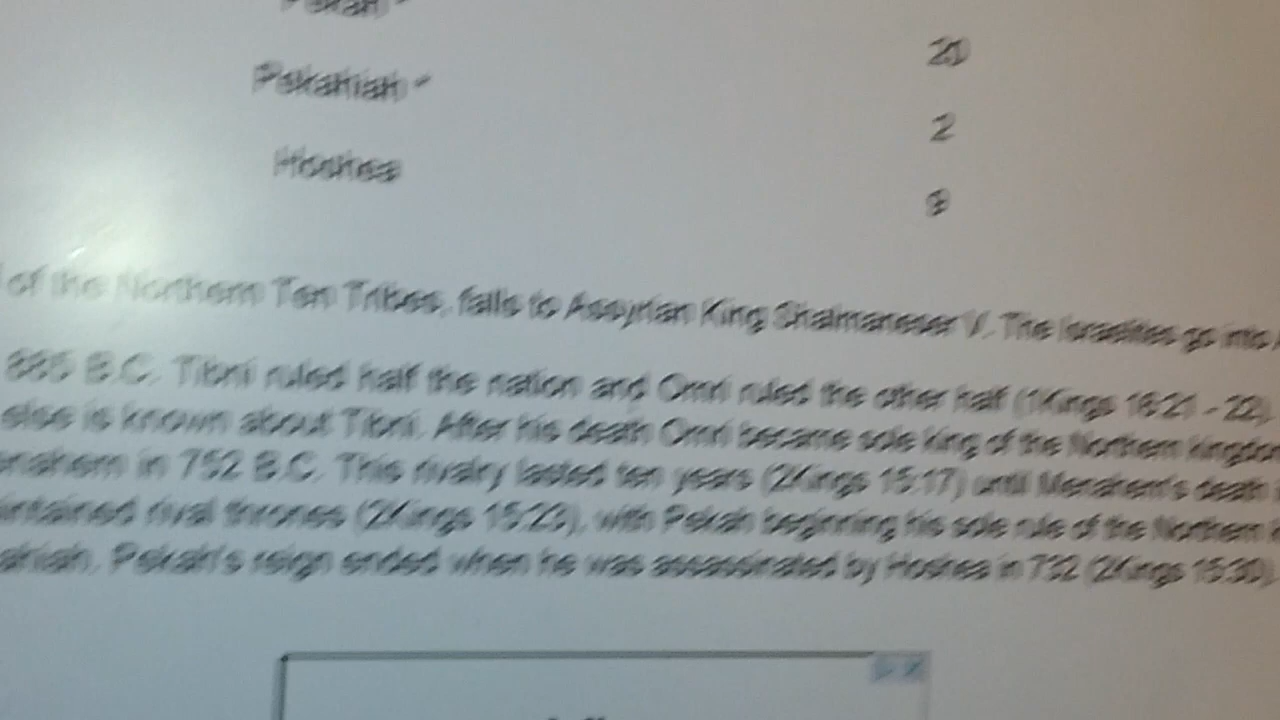 Pekah *
20
Pekahiah *
2
Hoshea
9
of the Northern Ten Tribes, falls to Assyrian King Shalmaneser V. The Israelites go into
885 B.C. Tibni ruled half the nation and Omri ruled the other half (1Kings 16:21 - 22).
else is known about Tibni. After his death Omri became sole king of the Northern kingdom
in 752 B.C. This rivalry lasted ten years (2Kings 15:17) until Menahem's death
rival thrones (2Kings 15:23), with Pekah beginning his sole rule of the Northern
Pekah's reign ended when he was assassinated by Hoshea in 732 (2Kings 15:30).